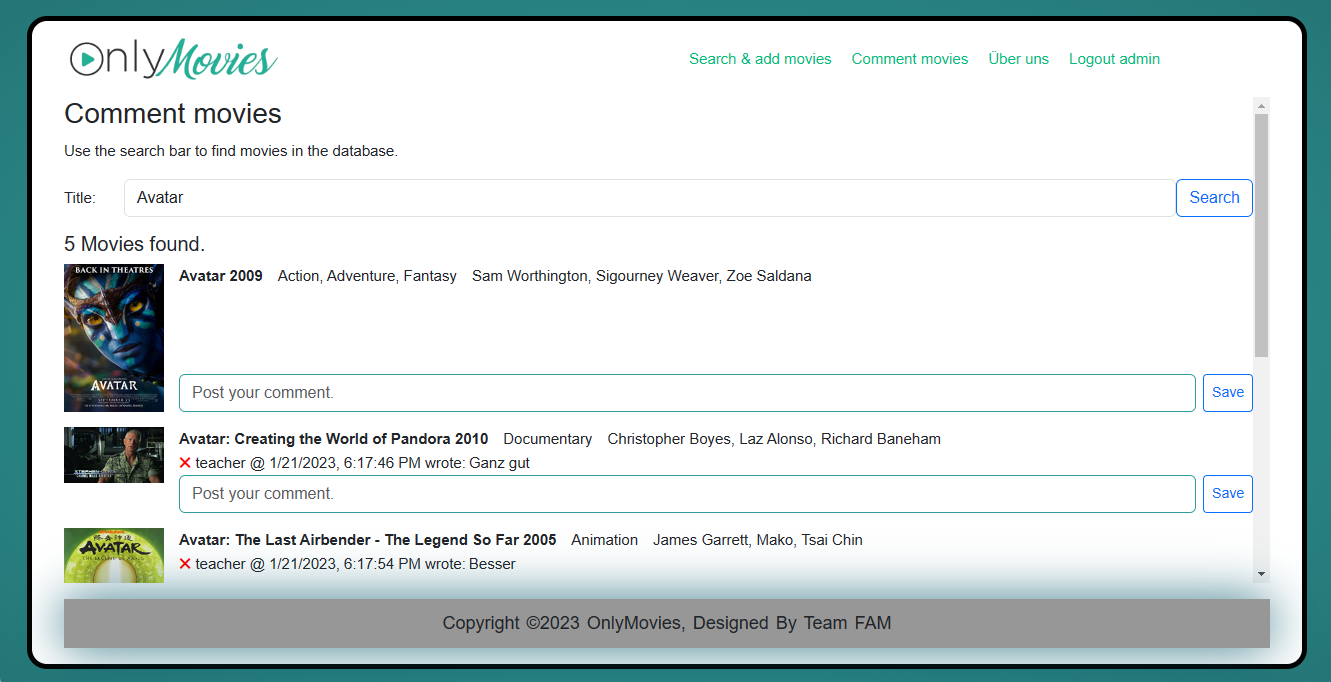 OnlyMovies
Search & add movies Comment movies Über uns Logout admin
Comment movies
Use the search bar to find movies in the database.
Title: Avatar Search
5 Movies found.
BACK IN THEATRES
AVATAR
Avatar 2009 Action, Adventure, Fantasy Sam Worthington, Sigourney Weaver, Zoe Saldana
Post your comment. Save
Avatar: Creating the World of Pandora 2010 Documentary Christopher Boyes, Laz Alonso, Richard Baneham
❌ teacher @ 1/21/2023, 6:17:46 PM wrote: Ganz gut
Post your comment. Save
AVATAR
Avatar: The Last Airbender - The Legend So Far 2005 Animation James Garrett, Mako, Tsai Chin
❌ teacher @ 1/21/2023, 6:17:54 PM wrote: Besser
Copyright ©2023 OnlyMovies, Designed By Team FAM